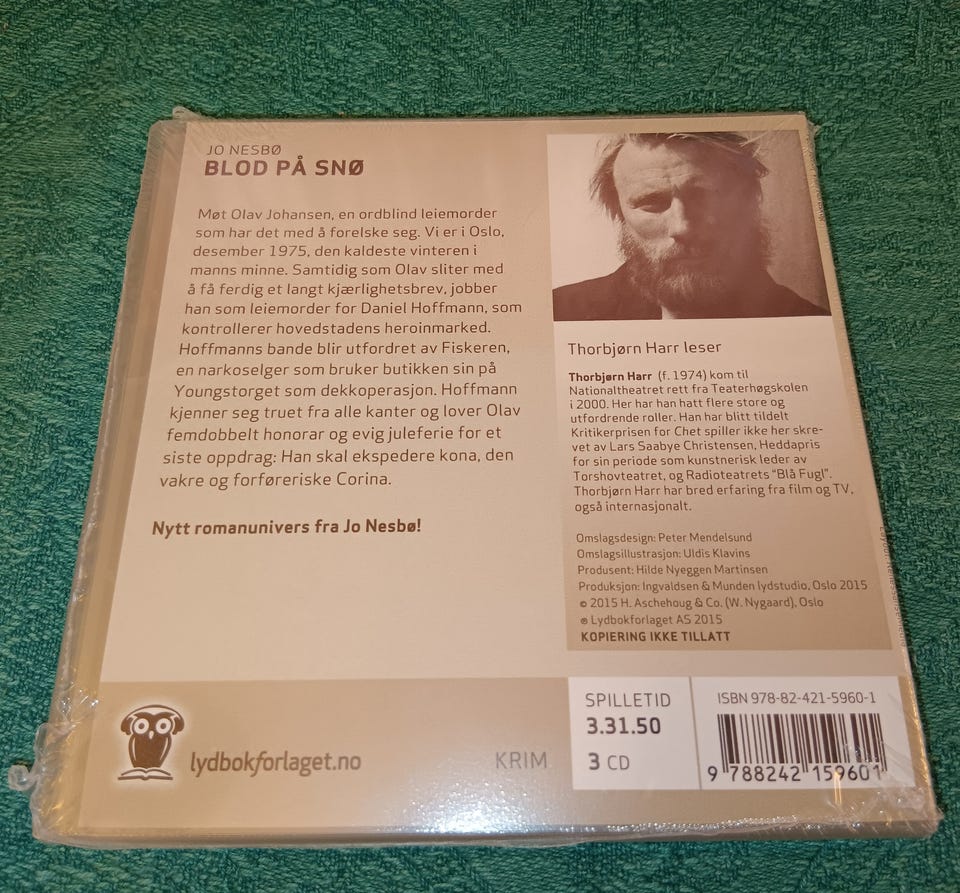 JO NESBØ
BLOD PÅ SNØ
Møt Olav Johansen, en ordblind leiemorder
som har det med å forelske seg. Vi er i Oslo,
desember 1975, den kaldeste vinteren i
manns minne. Samtidig som Olav sliter med
å få ferdig et langt kjærlighetsbrev, jobber
han som leiemorder for Daniel Hoffmann, som
kontrollerer hovedstadens heroinmarked.
Hoffmanns bande blir utfordret av Fiskeren,
en narkoselger som bruker butikken sin på
Youngstorget som dekkoperasjon. Hoffmann
kjenner seg truet fra alle kanter og lover Olav
femdobbelt honorar og evig juleferie for et
siste oppdrag: Han skal ekspedere kona, den
vakre og forføreriske Corina.
Nytt romanunivers fra Jo Nesbø!
Thorbjørn Harr leser
Thorbjørn Harr (f. 1974) kom til
Nationaltheatret rett fra Teaterhøgskolen
i 2000. Her har han hatt flere store og
utfordrende roller. Han har blitt tildelt
Kritikerprisen for Chet spiller ikke her skre-
vet av Lars Saabye Christensen, Heddapris
for sin periode som kunstnerisk leder av
Torshovteatret, og Radioteatrets "Blå Fugl".
Thorbjørn Harr har bred erfaring fra film og TV,
også internasjonalt.
Omslagsdesign: Peter Mendelsund
Omslagsillustrasjon: Uldis Klavins
Produsent: Hilde Nyeggen Martinsen
Produksjon: Ingvaldsen & Munden lydstudio, Oslo 2015
© 2015 H. Aschehoug & Co. (W. Nygaard), Oslo
℗ Lydbokforlaget AS 2015
KOPIERING IKKE TILLATT
lydbokforlaget.no
KRIM
SPILLETID
3.31.50
3 CD
ISBN 978-82-421-5960-1
9 788242 159601